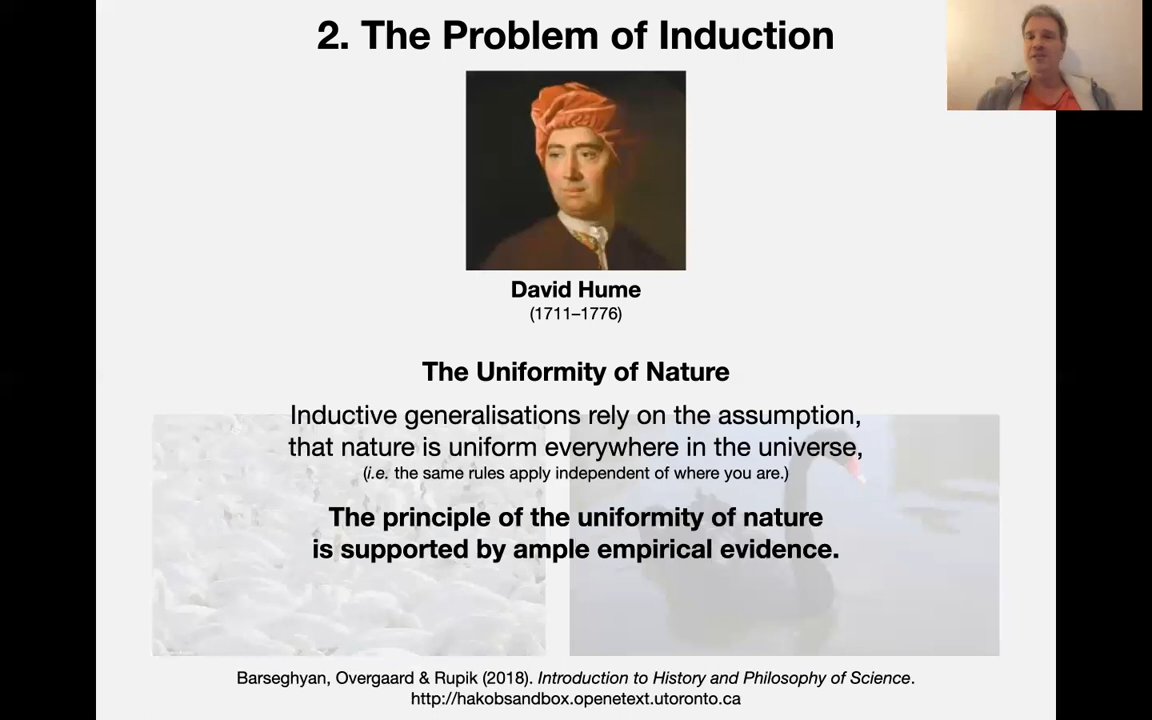 2. The Problem of Induction
David Hume
(1711–1776)
The Uniformity of Nature
Inductive generalisations rely on the assumption,
that nature is uniform everywhere in the universe,
(i.e. the same rules apply independent of where you are.)
The principle of the uniformity of nature
is supported by ample empirical evidence.
Barseghyan, Overgaard & Rupik (2018). Introduction to History and Philosophy of Science.
http://hakobsandbox.openetext.utoronto.ca